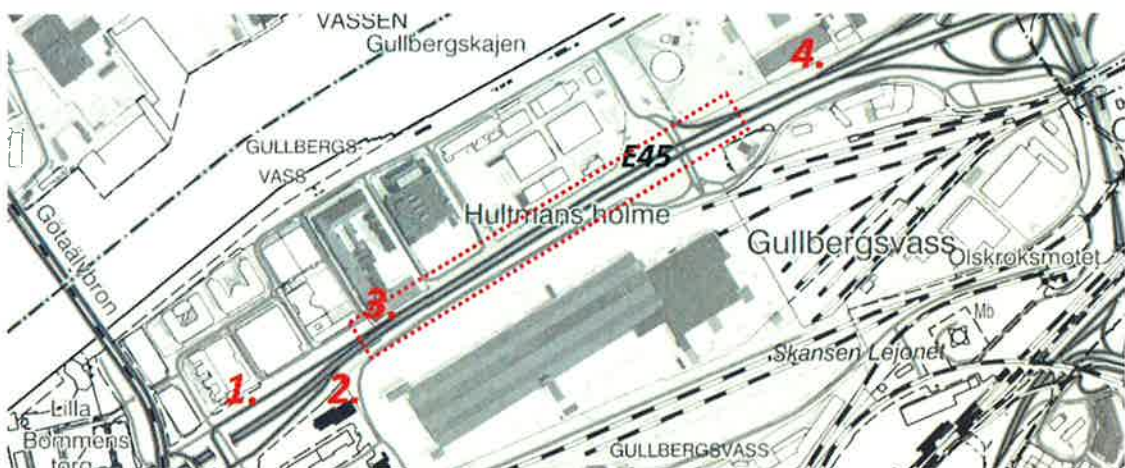 VASSEN
Gullbergskajen
4.
GULLBERGS
VASS
E45
Götaälvbron
Hultmans holme
Gullbergsvass
Olskroksmotet
3.
Mb
Skansen Lejonet
1.
2.
Lilla
Bommens
torg
GULLBERGSVASS